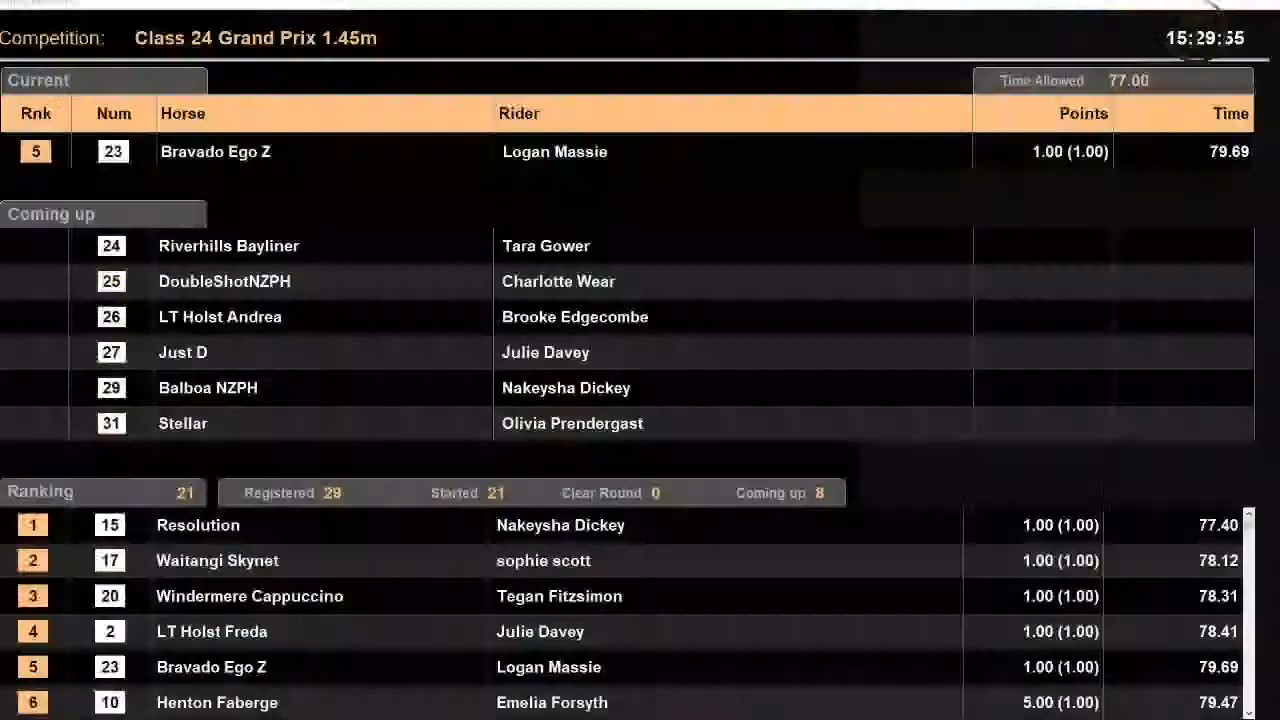 Competition: Class 24 Grand Prix 1.45m 15:29:55
Current Time Allowed 77.00
Rnk Num Horse Rider Points Time
5 23 Bravado Ego Z Logan Massie 1.00 (1.00) 79.69
Coming up
24 Riverhills Bayliner Tara Gower
25 DoubleShotNZPH Charlotte Wear
26 LT Holst Andrea Brooke Edgecombe
27 Just D Julie Davey
29 Balboa NZPH Nakeysha Dickey
31 Stellar Olivia Prendergast
Ranking 21 Registered 29 Started 21 Clear Round 0 Coming up 8
1 15 Resolution Nakeysha Dickey 1.00 (1.00) 77.40
2 17 Waitangi Skynet sophie scott 1.00 (1.00) 78.12
3 20 Windermere Cappuccino Tegan Fitzsimon 1.00 (1.00) 78.31
4 2 LT Holst Freda Julie Davey 1.00 (1.00) 78.41
5 23 Bravado Ego Z Logan Massie 1.00 (1.00) 79.69
6 10 Henton Faberge Emelia Forsyth 5.00 (1.00) 79.47